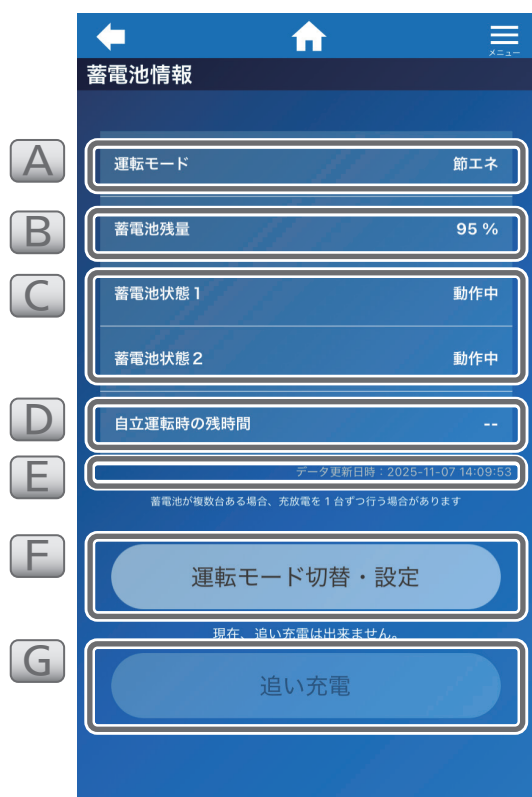 メニュー
蓄電池情報
A
運転モード 節エネ
B
蓄電池残量 95 %
C
蓄電池状態1 動作中
蓄電池状態2 動作中
D
自立運転時の残時間 --
E
データ更新日時：2025-11-07 14:09:53
蓄電池が複数台ある場合、充放電を1台ずつ行う場合があります
F
運転モード切替・設定
現在、追い充電は出来ません。
G
追い充電